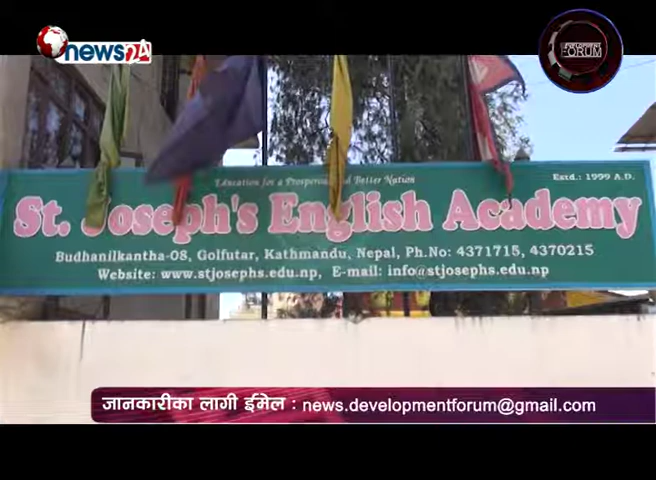 news24
DEVELOPMENT
FORUM
Education for a Prosperous and Better Nation
Estd.: 1999 A.D.
St. Joseph's English Academy
Budhanilkantha-08, Golfutar, Kathmandu, Nepal, Ph.No: 4371715, 4370215
Website: www.stjosephs.edu.np, E-mail: info@stjosephs.edu.np
जानकारीका लागी ईमेल : news.developmentforum@gmail.com